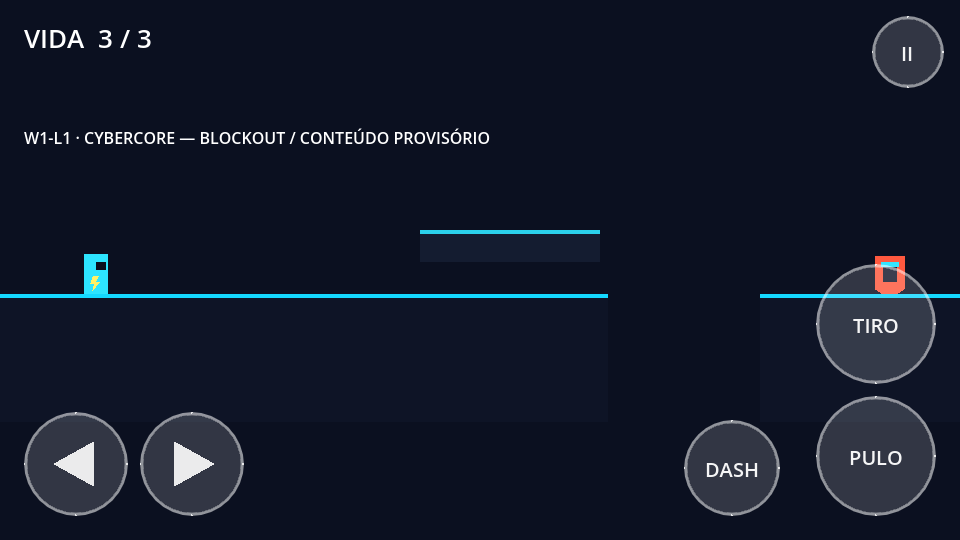 VIDA 3 / 3
II
W1-L1 · CYBERCORE — BLOCKOUT / CONTEÚDO PROVISÓRIO
TIRO
PULO
DASH